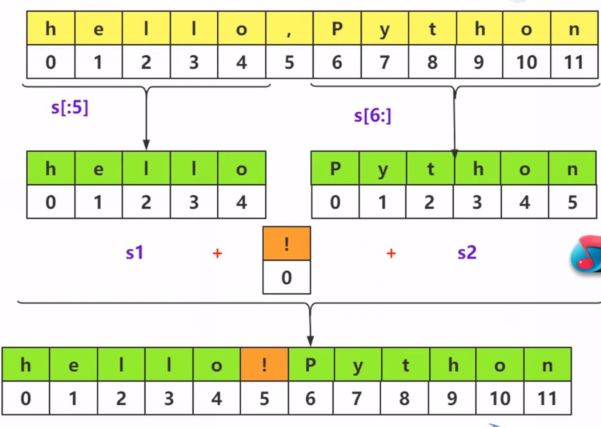 h e l l o , P y t h o n
0 1 2 3 4 5 6 7 8 9 10 11
s[:5] s[6:]
h e l l o P y t h o n
0 1 2 3 4 0 1 2 3 4 5
s1 + ! + s2
0
h e l l o ! P y t h o n
0 1 2 3 4 5 6 7 8 9 10 11